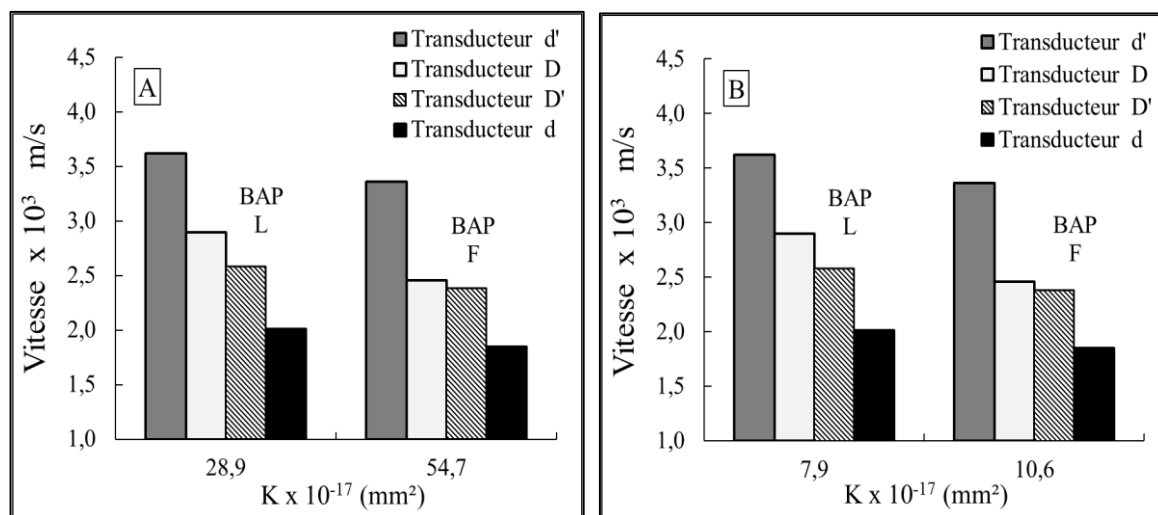 Transducteur d'
Transducteur D
Transducteur D'
Transducteur d
A
4,5
4,0
3,5
3,0
2,5
2,0
1,5
1,0
Vitesse x 10³ m/s
BAP
L
BAP
F
28,9
54,7
K x 10⁻¹⁷ (mm²)
Transducteur d'
Transducteur D
Transducteur D'
Transducteur d
B
4,5
4,0
3,5
3,0
2,5
2,0
1,5
1,0
Vitesse x 10³ m/s
BAP
L
BAP
F
7,9
10,6
K x 10⁻¹⁷ (mm²)